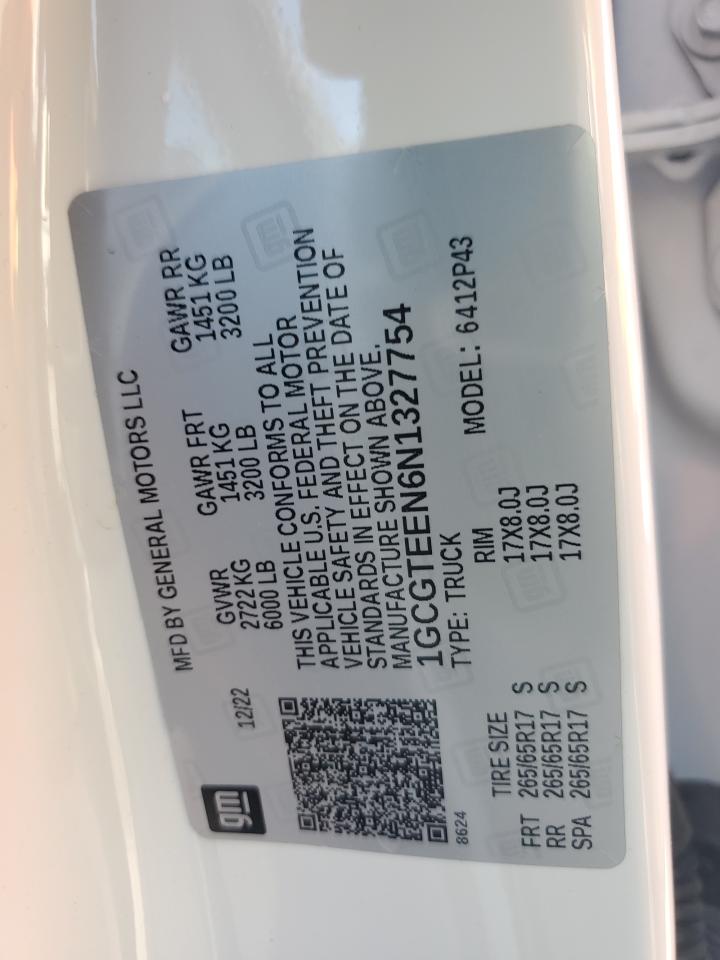 gm
12/22
MFD BY GENERAL MOTORS LLC
GVWR GAWR FRT GAWR RR
2722 KG 1451 KG 1451 KG
6000 LB 3200 LB 3200 LB
THIS VEHICLE CONFORMS TO ALL
APPLICABLE U.S. FEDERAL MOTOR
VEHICLE SAFETY AND THEFT PREVENTION
STANDARDS IN EFFECT ON THE DATE OF
MANUFACTURE SHOWN ABOVE.
1GCGTEEN6N1327754
TYPE: TRUCK MODEL: 6412P43
8624
TIRE SIZE RIM
FRT 265/65R17 S 17X8.0J
RR 265/65R17 S 17X8.0J
SPA 265/65R17 S 17X8.0J